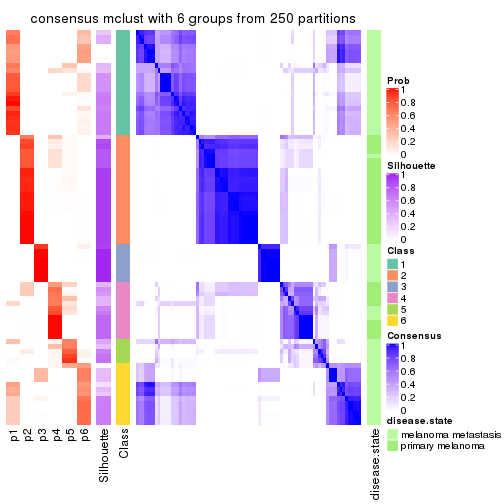 consensus mclust with 6 groups from 250 partitions
Prob
1
0.8
0.6
0.4
0.2
0
Silhouette
1
0.8
0.6
0.4
0.2
0
Class
1
2
3
4
5
6
Consensus
1
0.8
0.6
0.4
0.2
0
disease.state
melanoma metastasis
primary melanoma
p1
p2
p3
p4
p5
p6
Silhouette
Class
disease.state